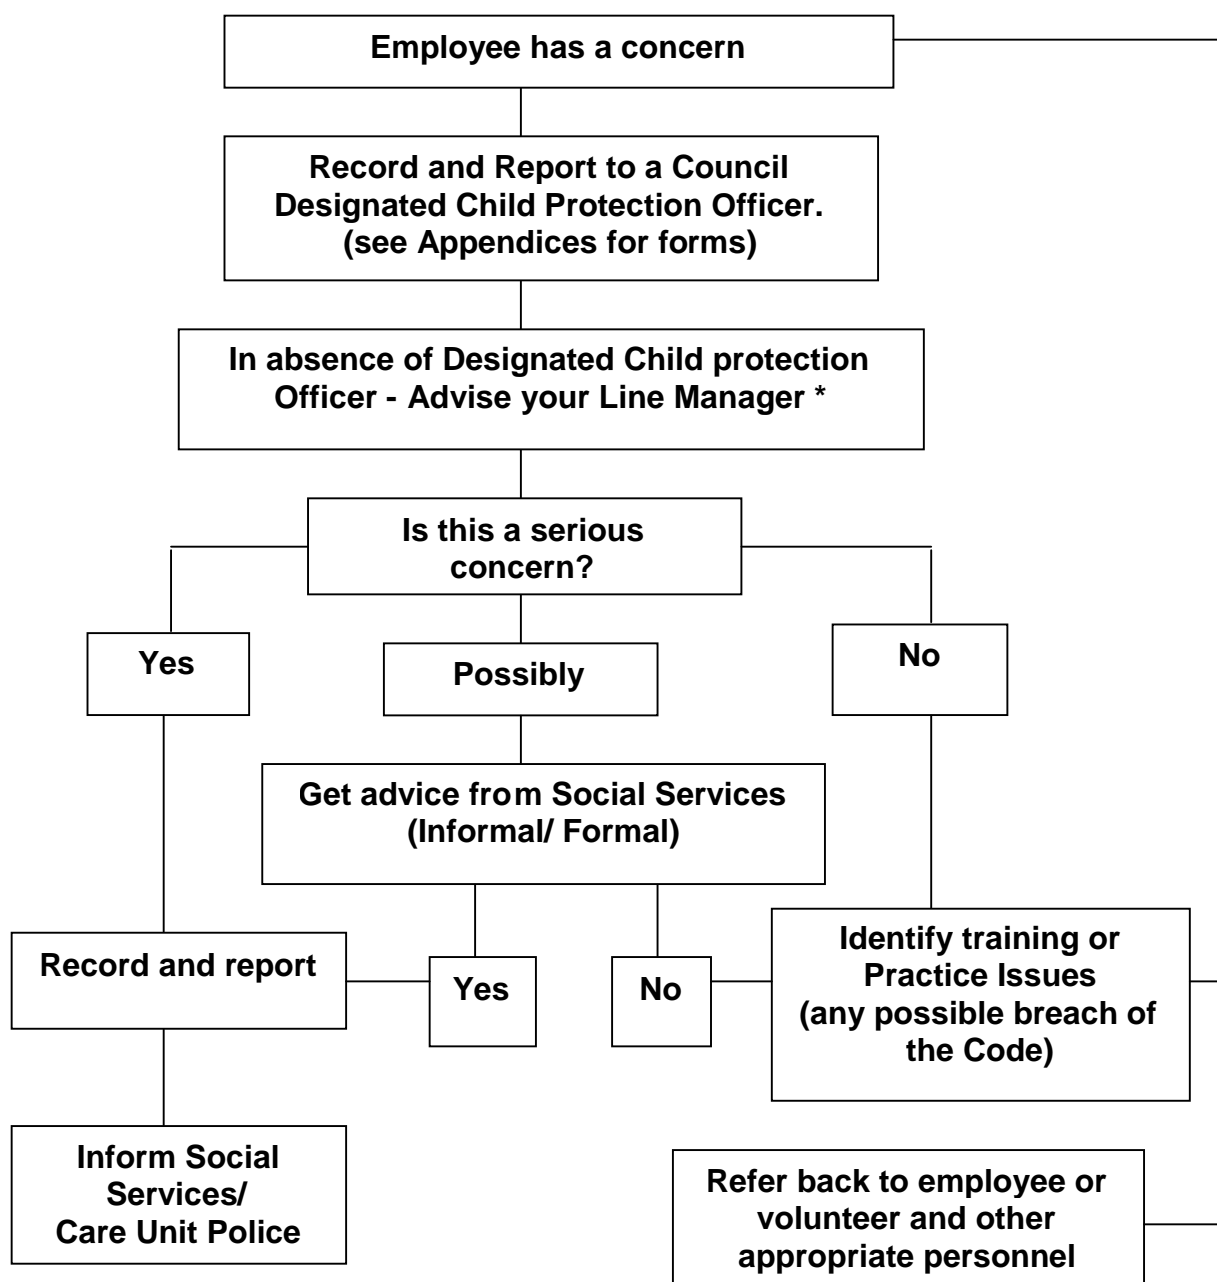 Employee has a concern
Record and Report to a Council
Designated Child Protection Officer.
(see Appendices for forms)
In absence of Designated Child protection
Officer - Advise your Line Manager *
Is this a serious
concern?
Yes
Possibly
No
Get advice from Social Services
(Informal/ Formal)
Record and report
Yes
No
Identify training or
Practice Issues
(any possible breach of
the Code)
Inform Social
Services/
Care Unit Police
Refer back to employee or
volunteer and other
appropriate personnel